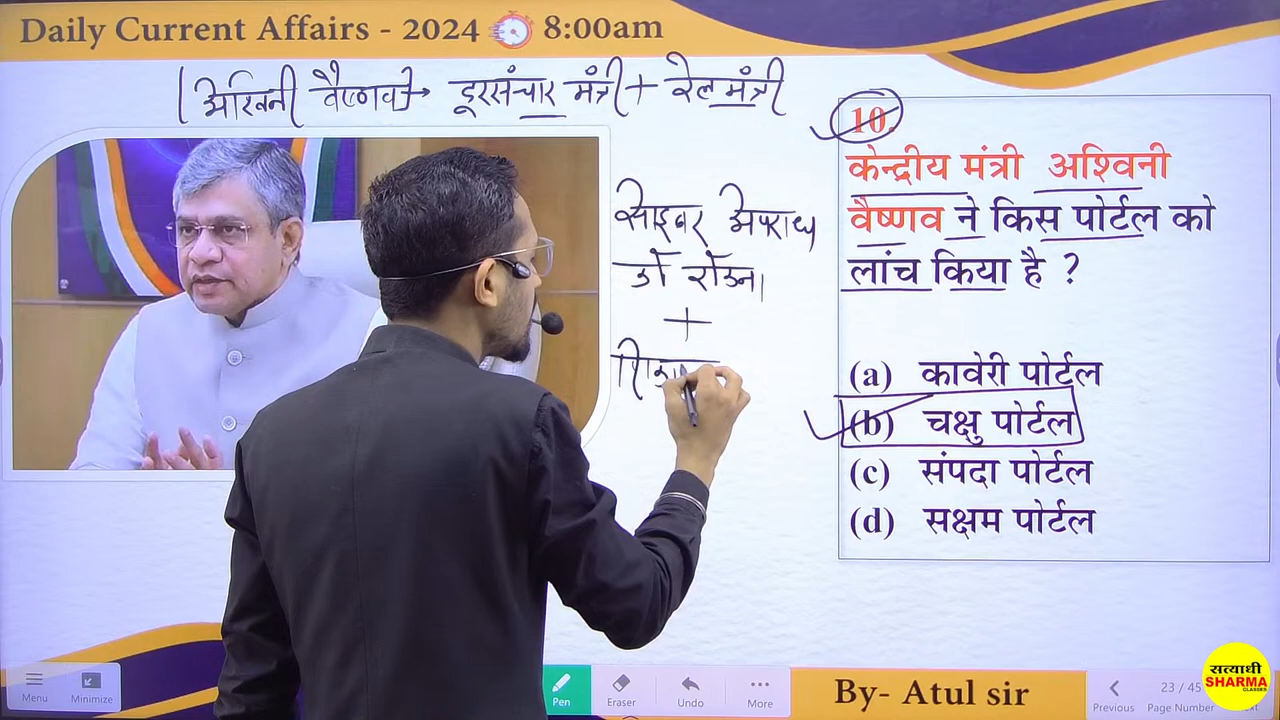 Daily Current Affairs - 2024 8:00am
अश्विनी वैष्णव → दूरसंचार मंत्री + रेल मंत्री
10.
केन्द्रीय मंत्री अश्विनी
वैष्णव ने किस पोर्टल को
लांच किया है ?
(a) कावेरी पोर्टल
(b) चक्षु पोर्टल
(c) संपदा पोर्टल
(d) सक्षम पोर्टल
साइबर अपराध
को रोकना
+
Menu
Minimize
Pen
Eraser
Undo
More
By- Atul sir
Previous
23 / 45
Page Number
सत्याधी
SHARMA
CLASSES